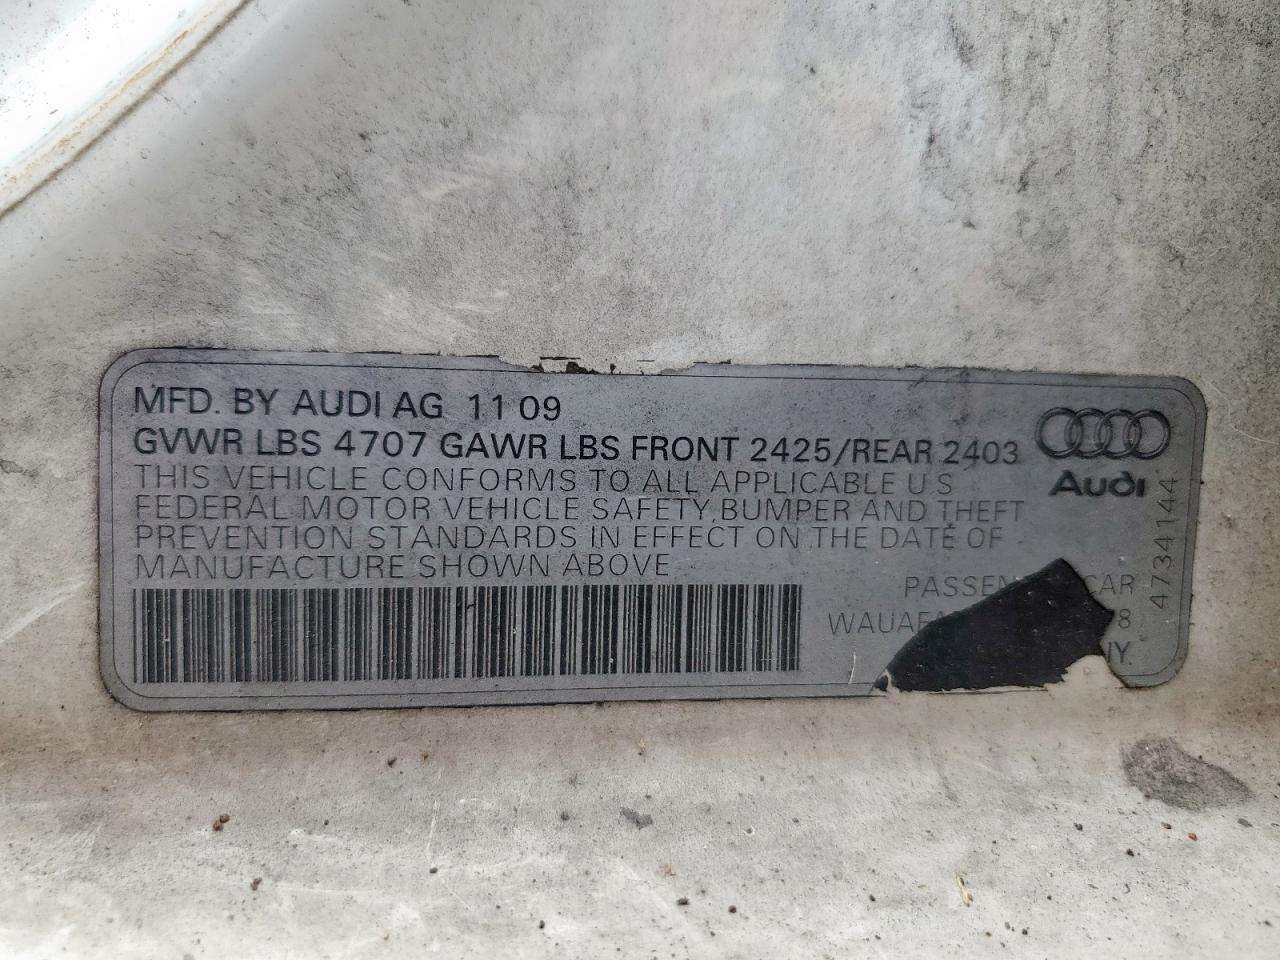 MFD. BY AUDI AG 11 09
GVWR LBS 4707 GAWR LBS FRONT 2425/REAR 2403
THIS VEHICLE CONFORMS TO ALL APPLICABLE U S
FEDERAL MOTOR VEHICLE SAFETY, BUMPER AND THEFT
PREVENTION STANDARDS IN EFFECT ON THE DATE OF
MANUFACTURE SHOWN ABOVE
Audi
4734144
CAR